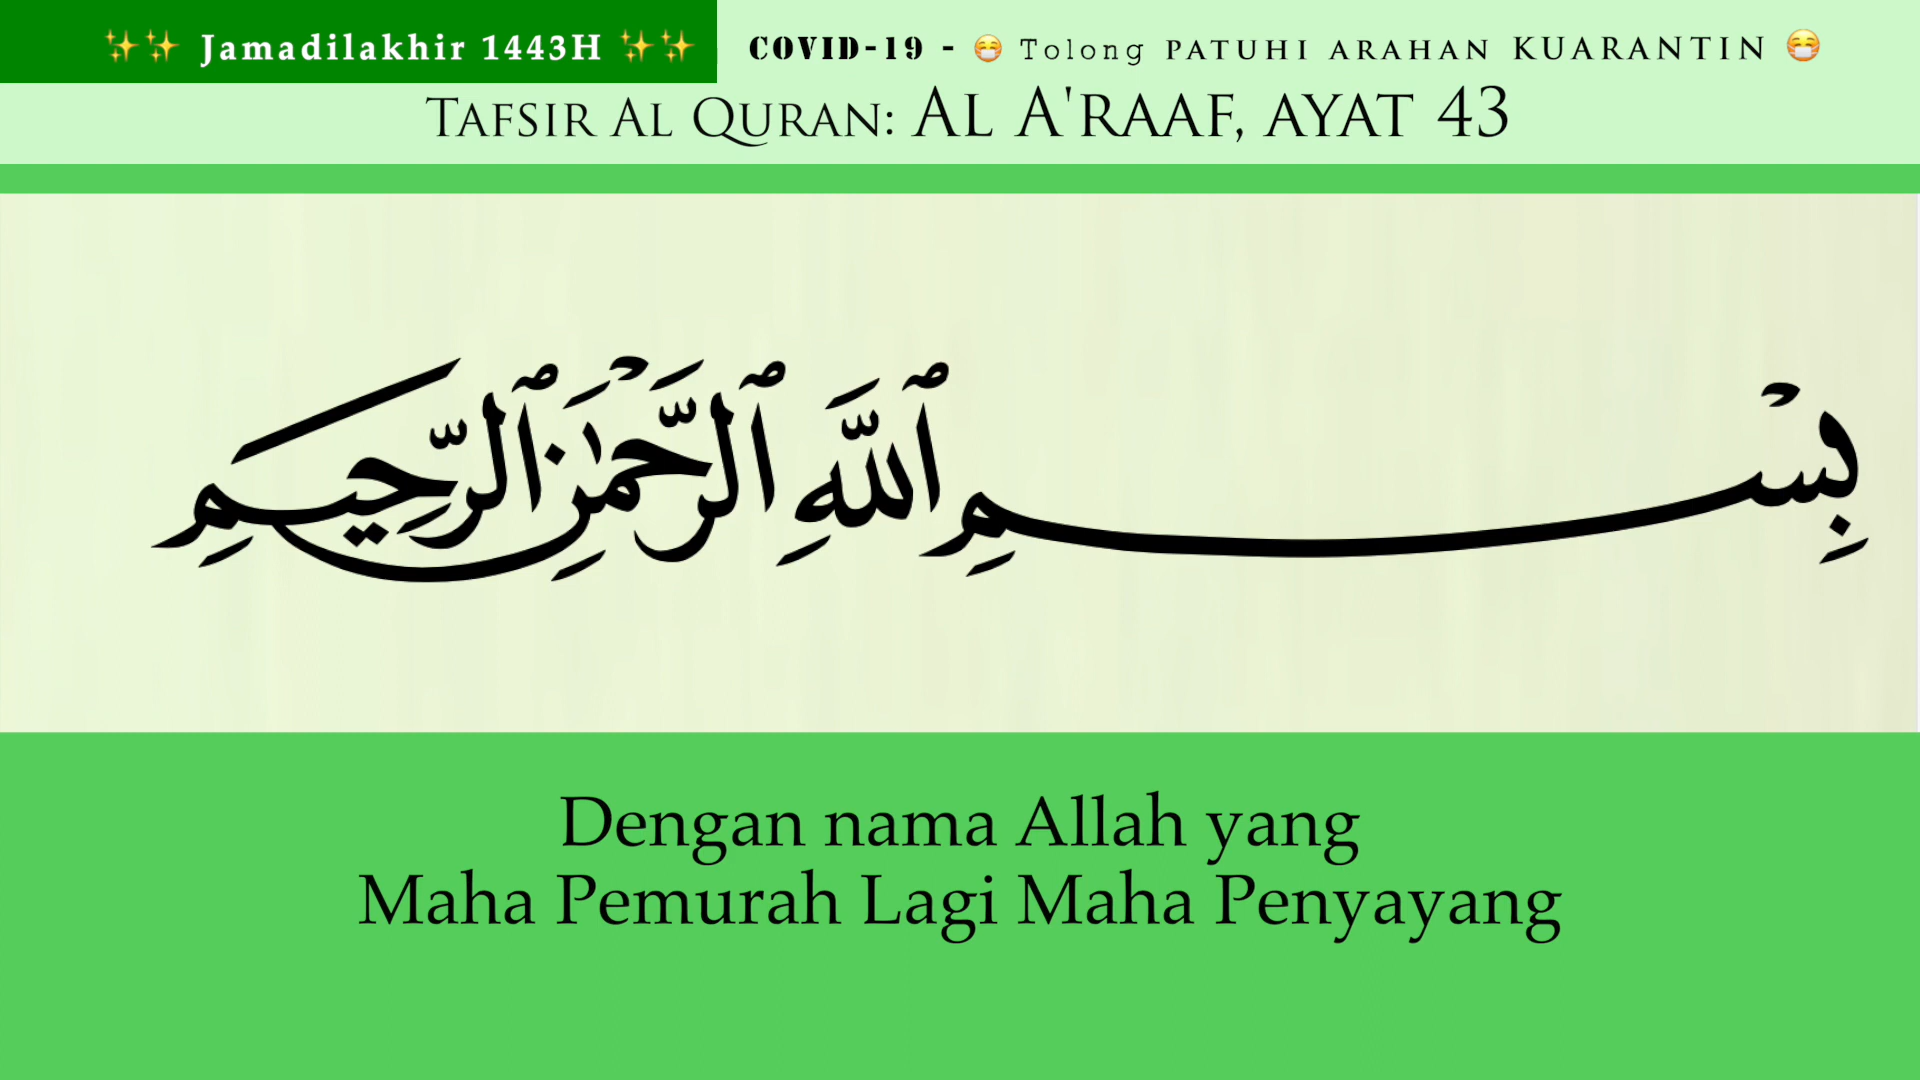 ✨✨ Jamadilakhir 1443H ✨✨
COVID-19 - 😷 Tolong PATUHI ARAHAN KUARANTIN 😷
TAFSIR AL QURAN: AL A'RAAF, AYAT 43
بِسْمِ ٱللَّهِ ٱلرَّحْمَٰنِ ٱلرَّحِيمِ
Dengan nama Allah yang
Maha Pemurah Lagi Maha Penyayang